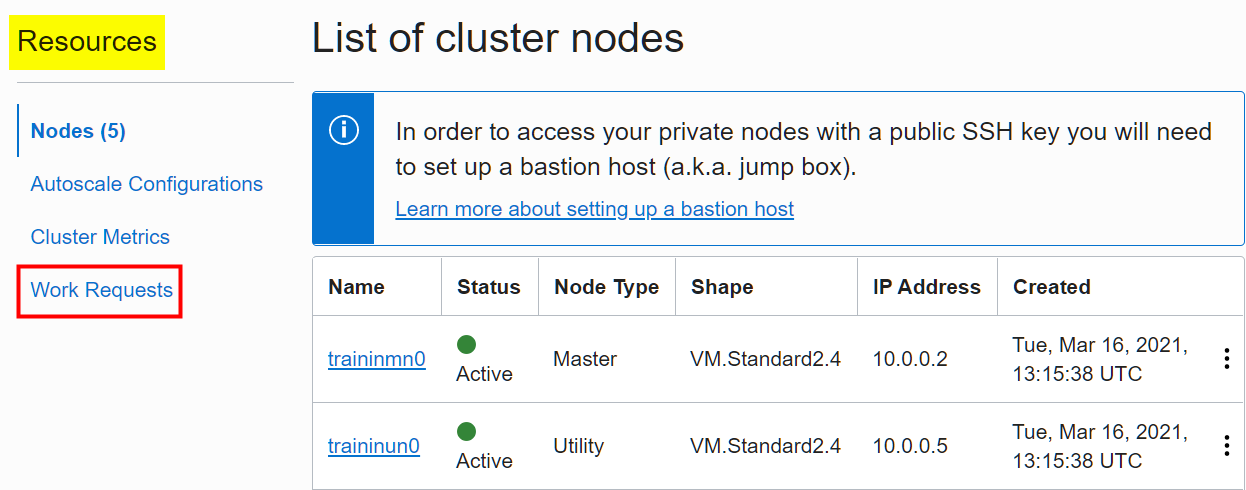 Resources
Nodes (5)
Autoscale Configurations
Cluster Metrics
Work Requests
List of cluster nodes
In order to access your private nodes with a public SSH key you will need
to set up a bastion host (a.k.a. jump box).
Learn more about setting up a bastion host
Name Status Node Type Shape IP Address Created
traininmn0 Active Master VM.Standard2.4 10.0.0.2 Tue, Mar 16, 2021,
13:15:38 UTC
traininun0 Active Utility VM.Standard2.4 10.0.0.5 Tue, Mar 16, 2021,
13:15:38 UTC